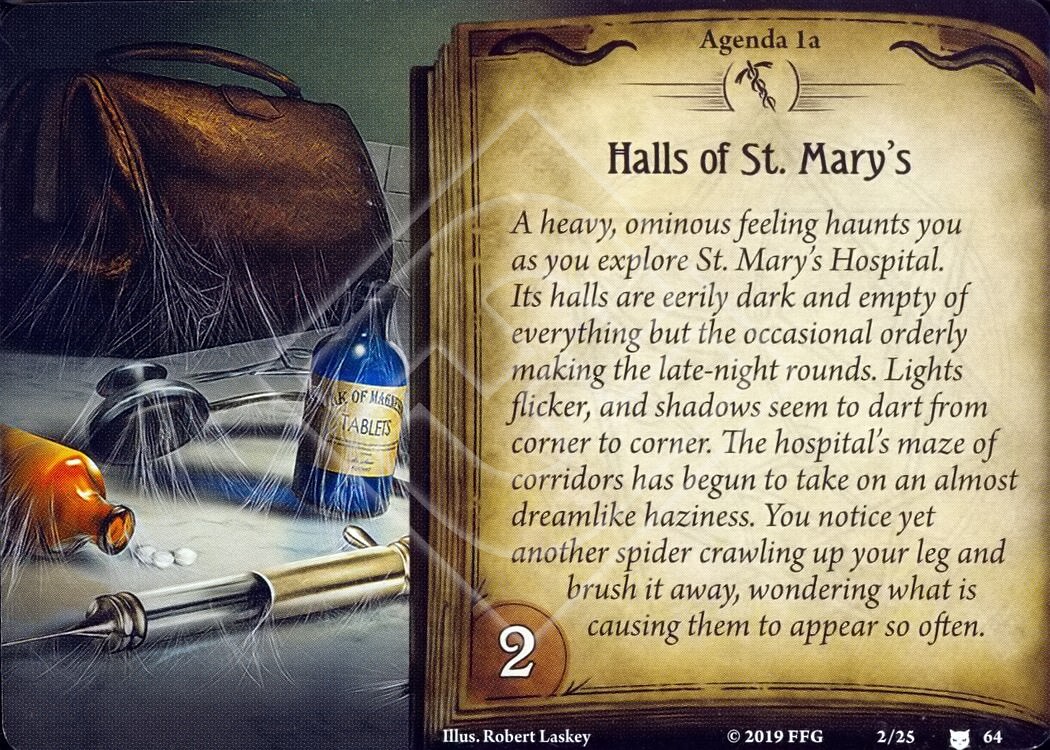 Agenda 1a
Halls of St. Mary's
A heavy, ominous feeling haunts you
as you explore St. Mary's Hospital.
Its halls are eerily dark and empty of
everything but the occasional orderly
making the late-night rounds. Lights
flicker, and shadows seem to dart from
corner to corner. The hospital's maze of
corridors has begun to take on an almost
dreamlike haziness. You notice yet
another spider crawling up your leg and
brush it away, wondering what is
causing them to appear so often.
2
TABLETS
Illus. Robert Laskey
© 2019 FFG
2/25
64